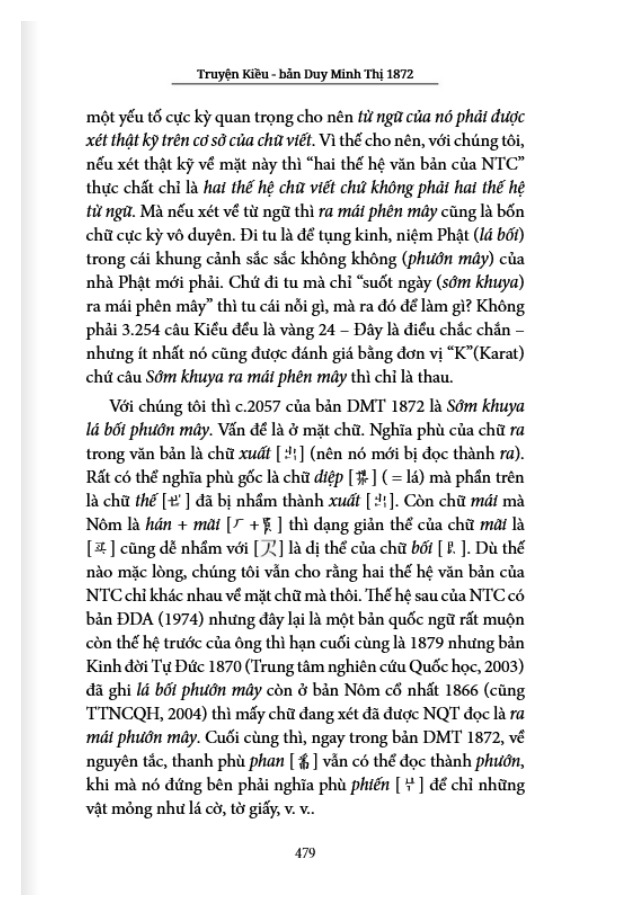 Truyện Kiều - bản Duy Minh Thị 1872
một yếu tố cực kỳ quan trọng cho nên từ ngữ của nó phải được
xét thật kỹ trên cơ sở của chữ viết. Vì thế cho nên, với chúng tôi,
nếu xét thật kỹ về mặt này thì “hai thế hệ văn bản của NTC”
thực chất chỉ là hai thế hệ chữ viết chứ không phải hai thế hệ
từ ngữ. Mà nếu xét về từ ngữ thì ra mái phên mây cũng là bốn
chữ cực kỳ vô duyên. Đi tu là để tụng kinh, niệm Phật (lá bối)
trong cái khung cảnh sắc sắc không không (phướn mây) của
nhà Phật mới phải. Chứ đi tu mà chỉ “suốt ngày (sớm khuya)
ra mái phên mây” thì tu cái nỗi gì, mà ra đó để làm gì? Không
phải 3.254 câu Kiều đều là vàng 24 – Đây là điều chắc chắn –
nhưng ít nhất nó cũng được đánh giá bằng đơn vị “K”(Karat)
chứ câu Sớm khuya ra mái phên mây thì chỉ là thau.
Với chúng tôi thì c.2057 của bản DMT 1872 là Sớm khuya
lá bối phướn mây. Vấn đề là ở mặt chữ. Nghĩa phù của chữ ra
trong văn bản là chữ xuất [ ] (nên nó mới bị đọc thành ra).
Rất có thể nghĩa phù gốc là chữ diệp [ ] ( = lá) mà phần trên
là chữ thế [ ] đã bị nhầm thành xuất [ ]. Còn chữ mái mà
Nôm là hán + mãi [ + ] thì dạng giản thể của chữ mãi là
[ ] cũng dễ nhầm với [ ] là dị thể của chữ bối [ ]. Dù thế
nào mặc lòng, chúng tôi vẫn cho rằng hai thế hệ văn bản của
NTC chỉ khác nhau về mặt chữ mà thôi. Thế hệ sau của NTC có
bản ĐDA (1974) nhưng đây lại là một bản quốc ngữ rất muộn
còn thế hệ trước của ông thì hạn cuối cùng là 1879 nhưng bản
Kinh đời Tự Đức 1870 (Trung tâm nghiên cứu Quốc học, 2003)
đã ghi lá bối phướn mây còn ở bản Nôm cổ nhất 1866 (cũng
TTNCQH, 2004) thì mấy chữ đang xét đã được NQT đọc là ra
mái phướn mây. Cuối cùng thì, ngay trong bản DMT 1872, về
nguyên tắc, thanh phù phan [ ] vẫn có thể đọc thành phướn,
khi mà nó đứng bên phải nghĩa phù phiến [ ] để chỉ những
vật mỏng như lá cờ, tờ giấy, v. v..
479